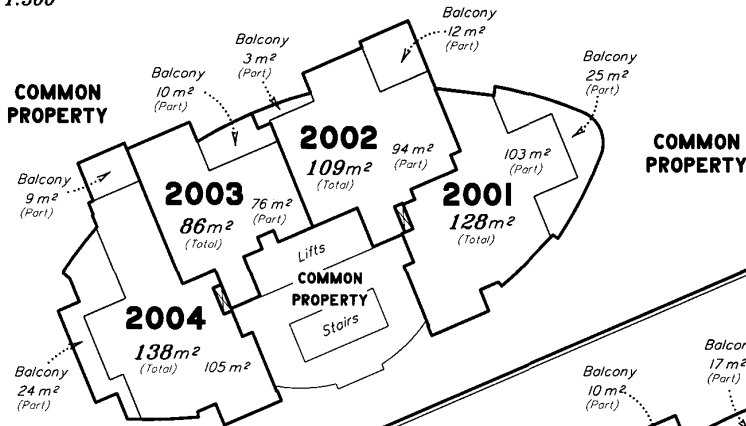 1:300
Balcony
12 m²
(Part)
Balcony
3 m²
(Part)
Balcony
25 m²
(Part)
Balcony
10 m²
(Part)
COMMON
PROPERTY
2002
109m²
(Total)
94 m²
(Part)
103 m²
(Part)
COMMON
PROPERTY
Balcony
9 m²
(Part)
2003
86m²
(Total)
76 m²
(Part)
2001
128m²
(Total)
Lifts
COMMON
PROPERTY
Stairs
2004
138m²
(Total)
105 m²
Balcony
24 m²
(Part)
Balcony
10 m²
(Part)
17 m²
(Part)